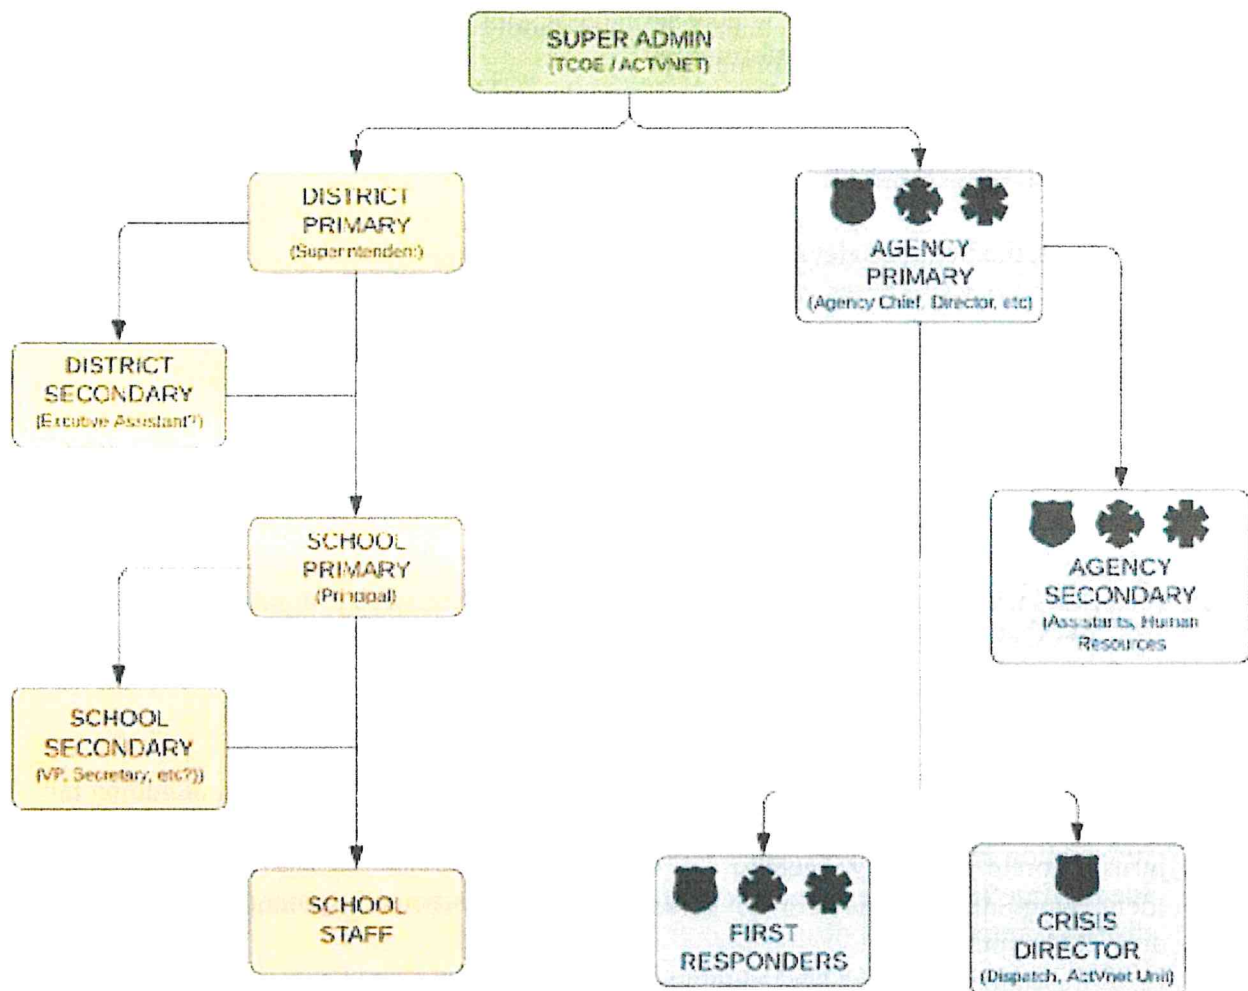 SUPER ADMIN
(TCOE / ACTVNET)
DISTRICT
PRIMARY
(Superintendent)
AGENCY
PRIMARY
(Agency Chief, Director, etc)
DISTRICT
SECONDARY
(Excutive Assistant?)
SCHOOL
PRIMARY
(Principal)
AGENCY
SECONDARY
(Assistants, Human
Resources
SCHOOL
SECONDARY
(VP, Secretary, etc?))
SCHOOL
STAFF
FIRST
RESPONDERS
CRISIS
DIRECTOR
(Dispatch, ActVnet Unit)